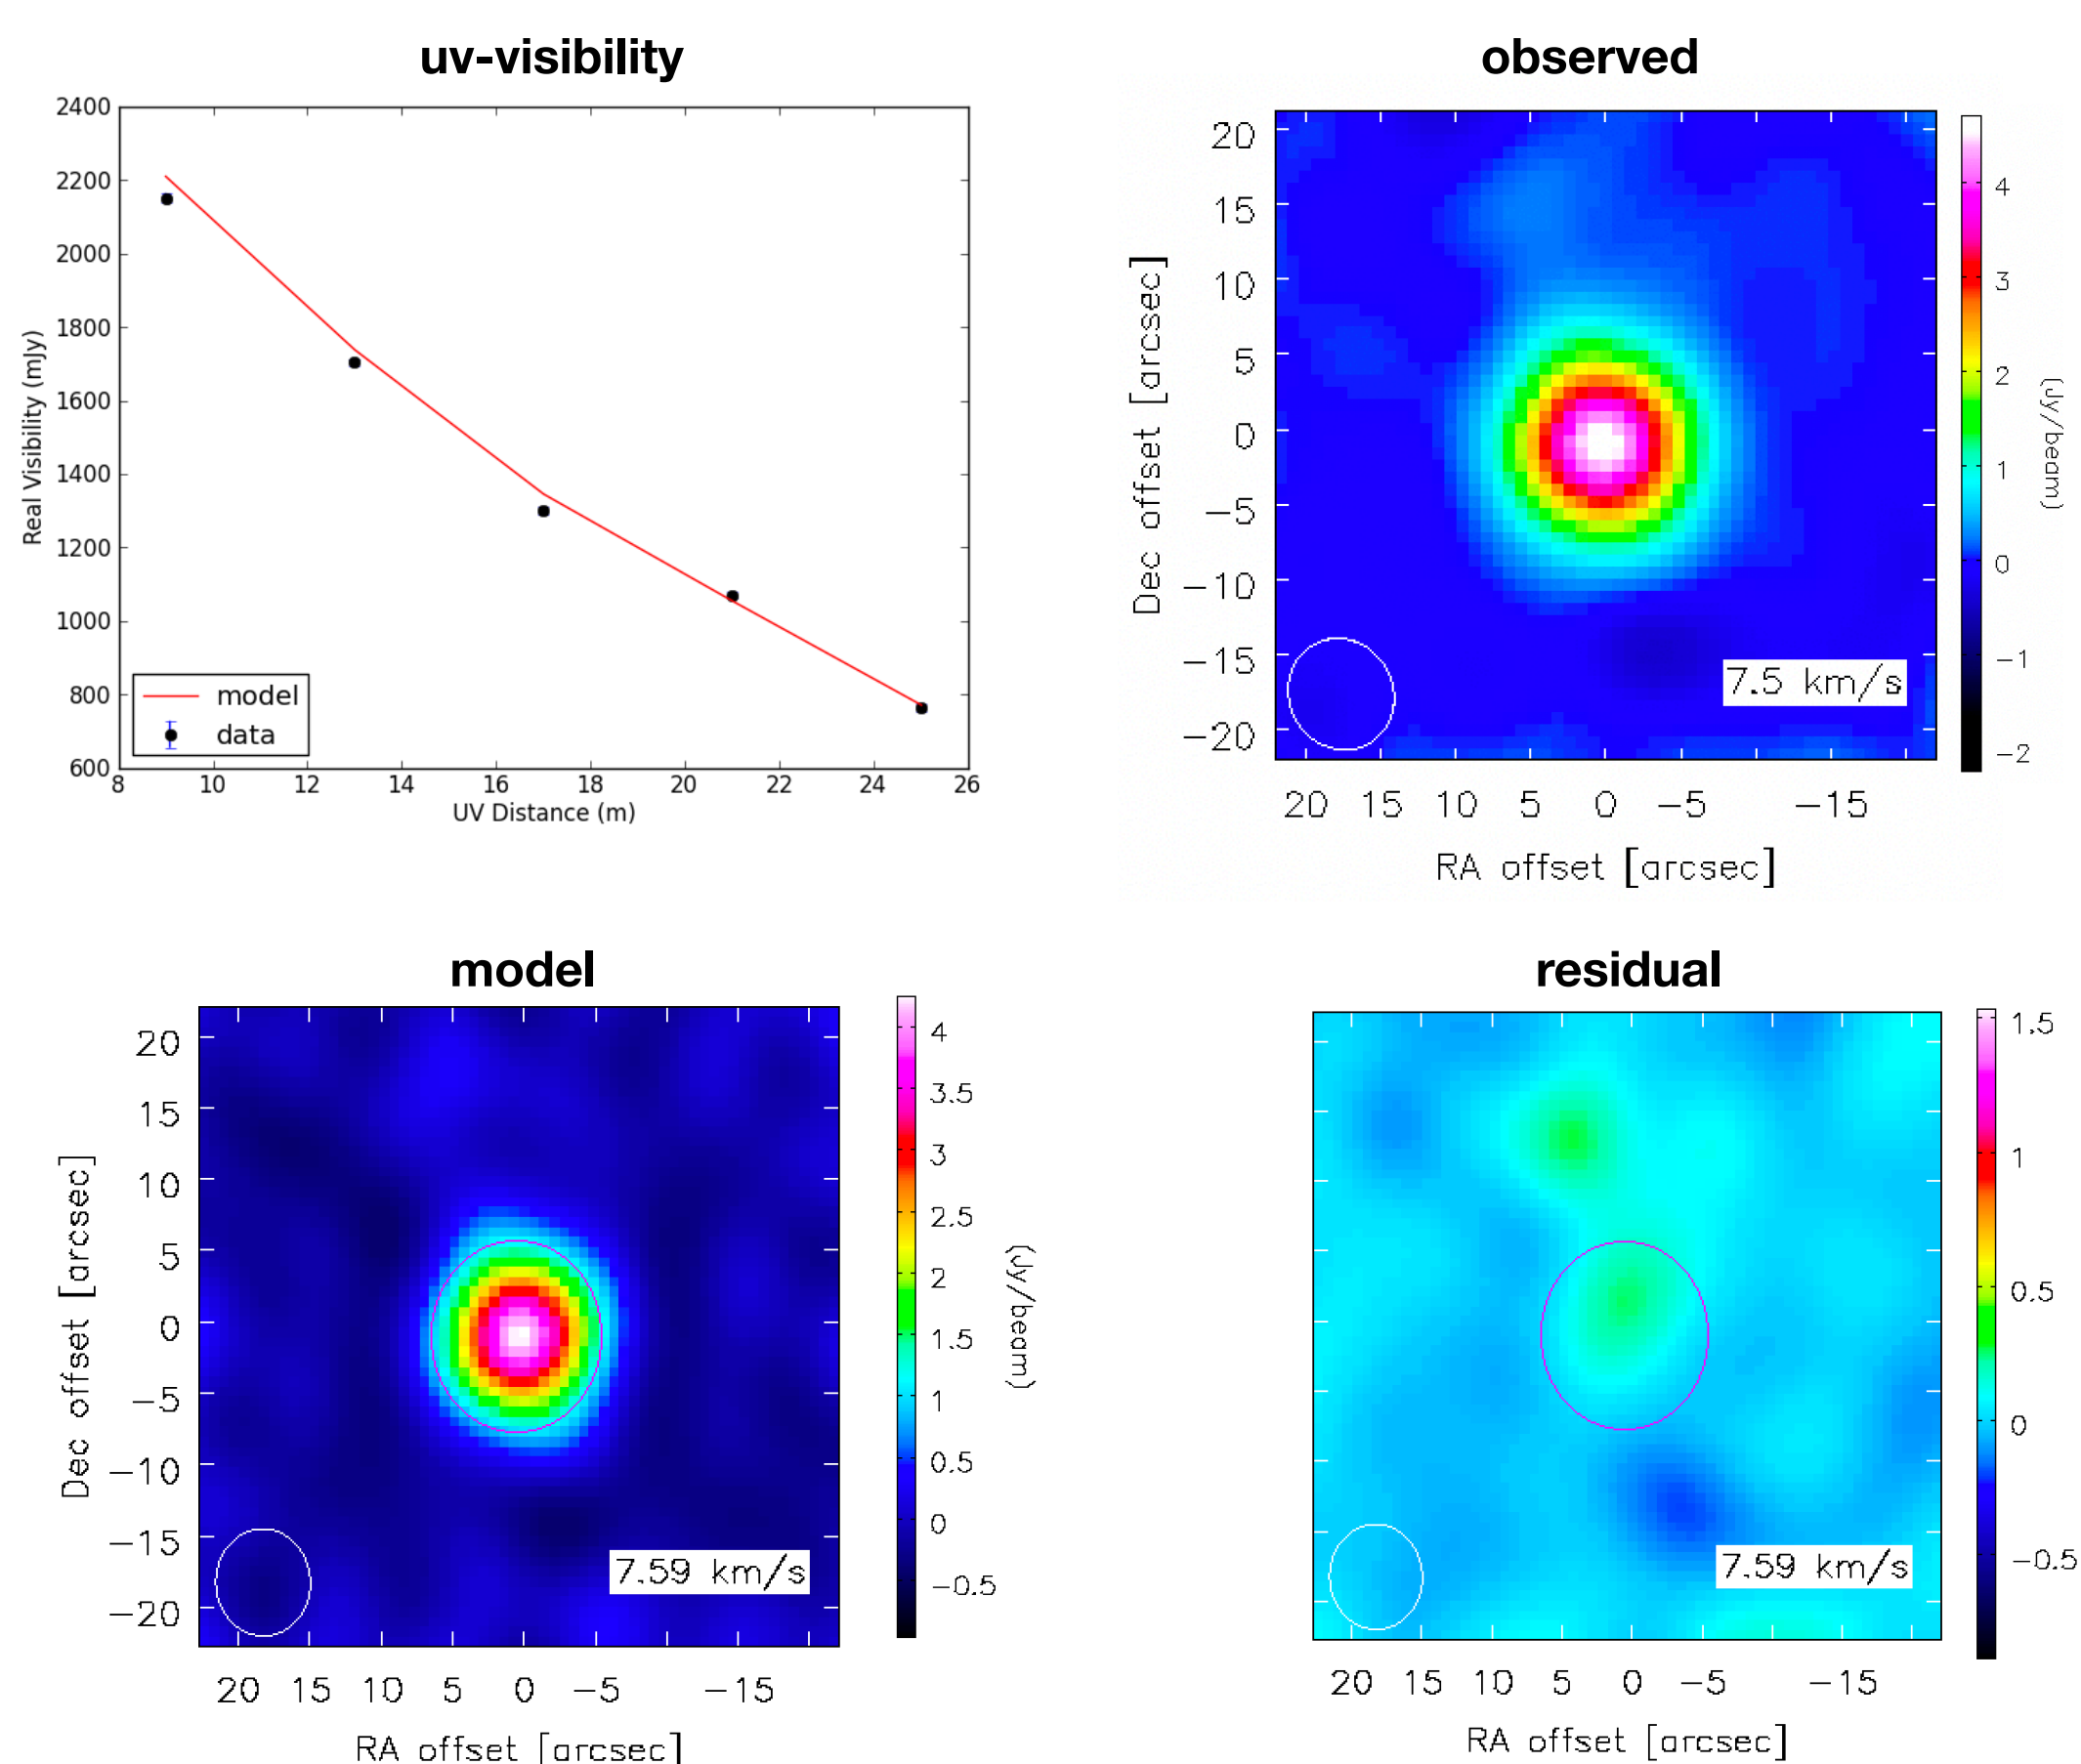 uv-visibility
2400
2200
2000
1800
1600
1400
1200
1000
800
600
Real Visibility (mJy)
model
data
8 10 12 14 16 18 20 22 24 26
UV Distance (m)
observed
20
15
10
5
0
−5
−10
−15
−20
Dec offset [arcsec]
7.5 km/s
20 15 10 5 0 −5 −15
RA offset [arcsec]
4
3
2
1
0
−1
−2
(Jy/beam)
model
20
15
10
5
0
−5
−10
−15
−20
Dec offset [arcsec]
7.59 km/s
20 15 10 5 0 −5 −15
RA offset [arcsec]
4
3.5
3
2.5
2
1.5
1
0.5
0
−0.5
(Jy/beam)
residual
7.59 km/s
20 15 10 5 0 −5 −15
RA offset [arcsec]
1.5
1
0.5
0
−0.5